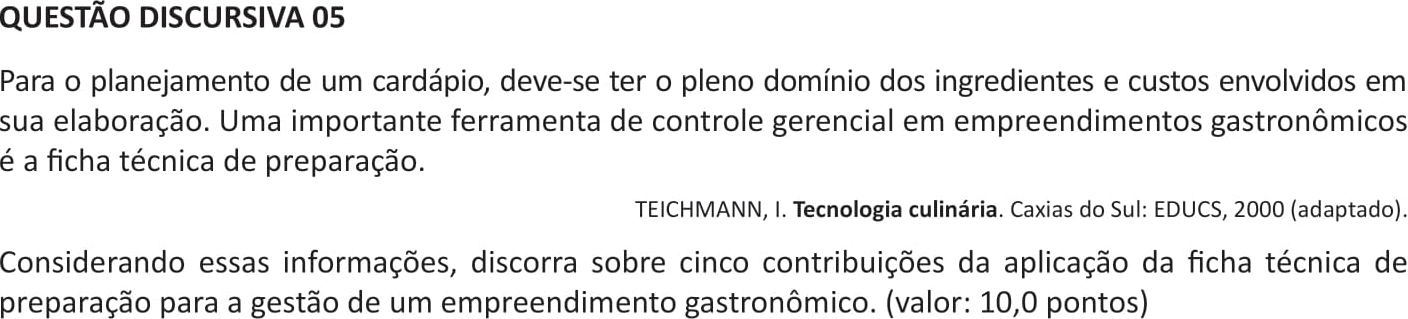 QUESTÃO DISCURSIVA 05
Para o planejamento de um cardápio, deve-se ter o pleno domínio dos ingredientes e custos envolvidos em
sua elaboração. Uma importante ferramenta de controle gerencial em empreendimentos gastronômicos
é a ficha técnica de preparação.
TEICHMANN, I. Tecnologia culinária. Caxias do Sul: EDUCS, 2000 (adaptado).
Considerando essas informações, discorra sobre cinco contribuições da aplicação da ficha técnica de
preparação para a gestão de um empreendimento gastronômico. (valor: 10,0 pontos)